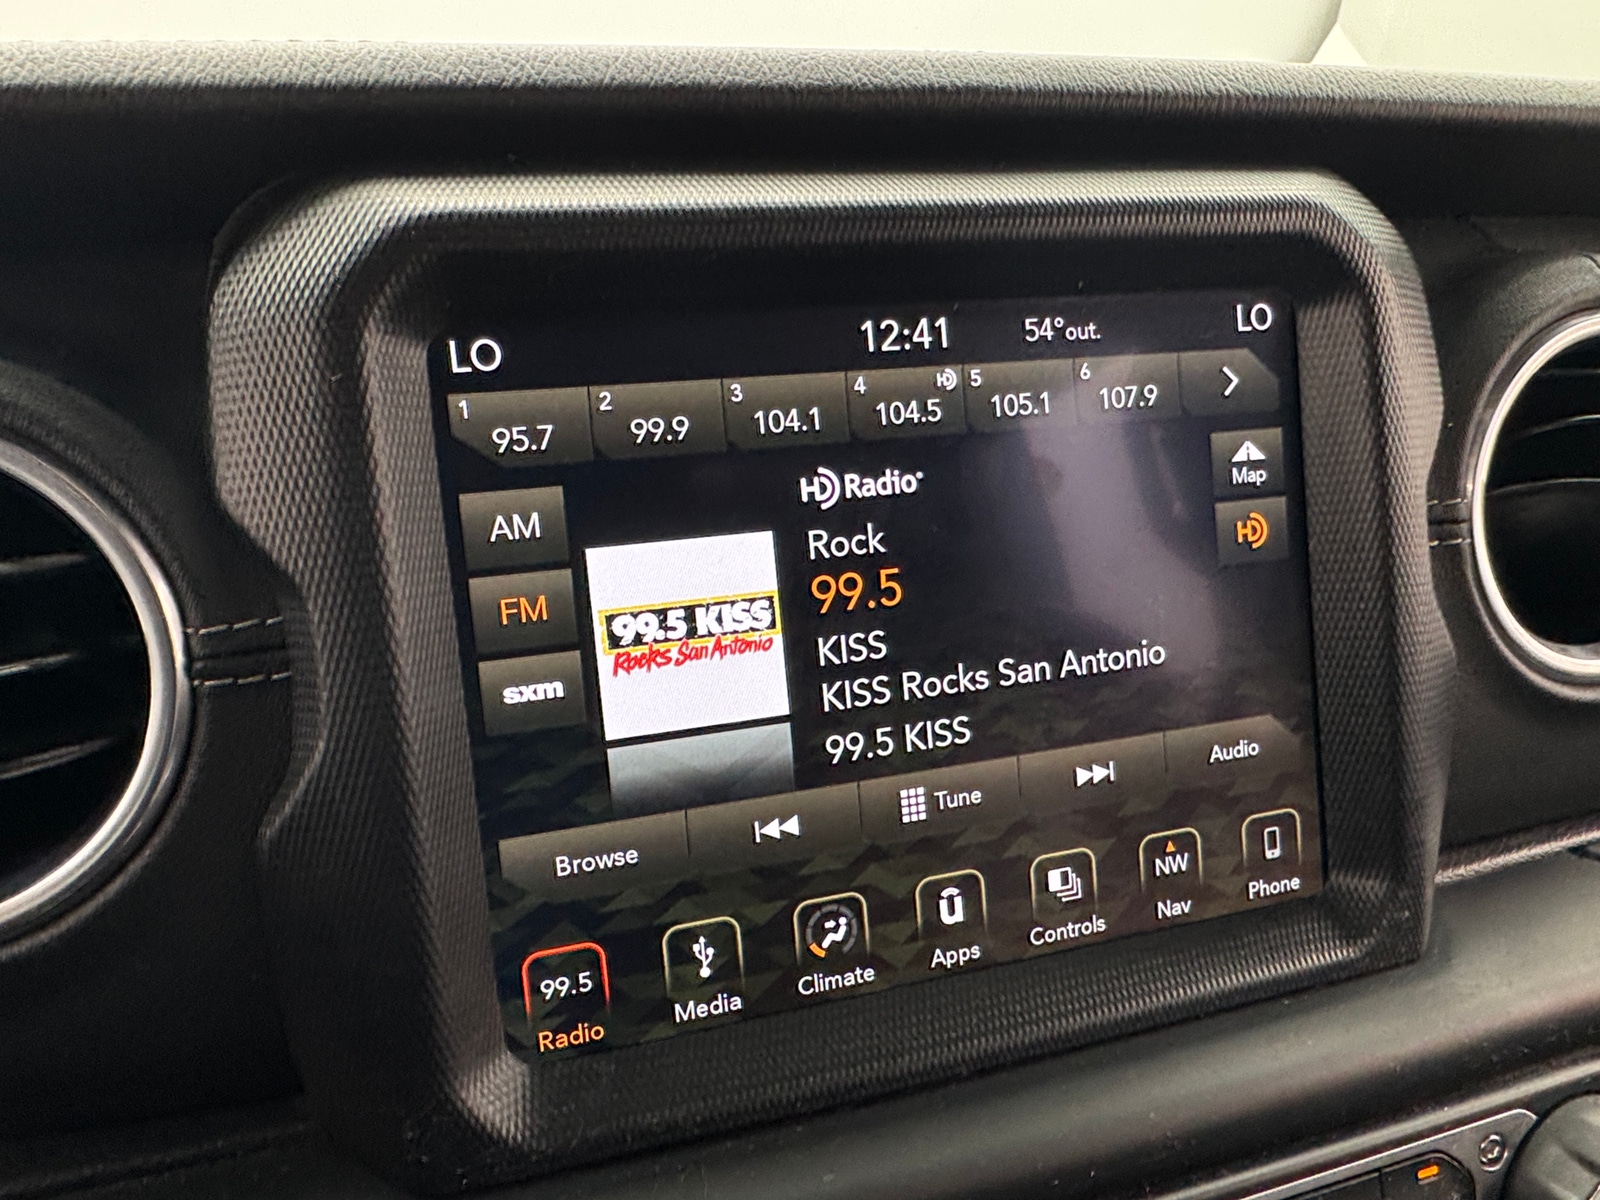 LO 12:41 54°out. LO
1 95.7 2 99.9 3 104.1 4 HD 104.5 5 105.1 6 107.9
Map
HD Radio
AM
Rock
HD
99.5
FM
99.5 KISS
Rocks San Antonio
KISS
sxm
KISS Rocks San Antonio
99.5 KISS
Browse Tune Audio
99.5 NW
Radio Media Climate Apps Controls Nav Phone